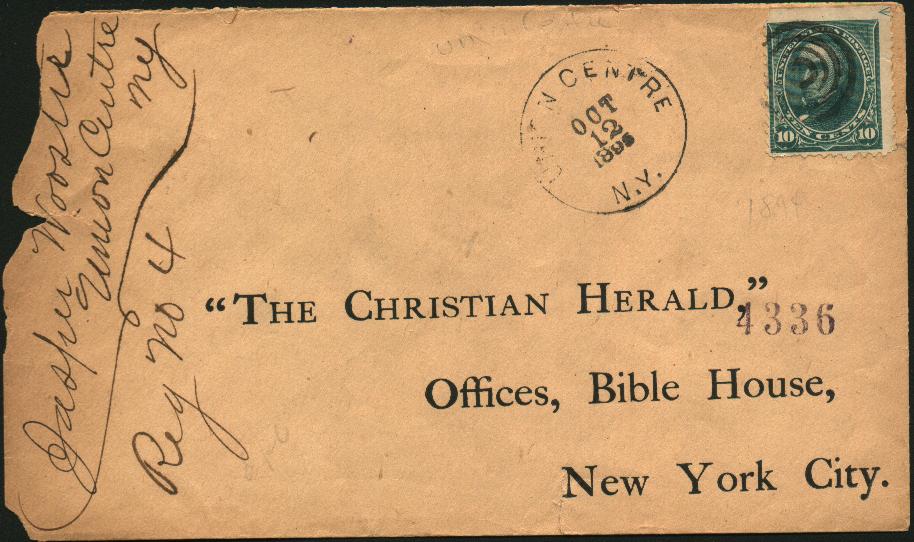 Jasper Wooster
Union Centre
NY
Reg No 4
UNION CENTRE
OCT
12
N.Y.
10 TEN CENTS 10
"THE CHRISTIAN HERALD,"
4336
Offices, Bible House,
New York City.